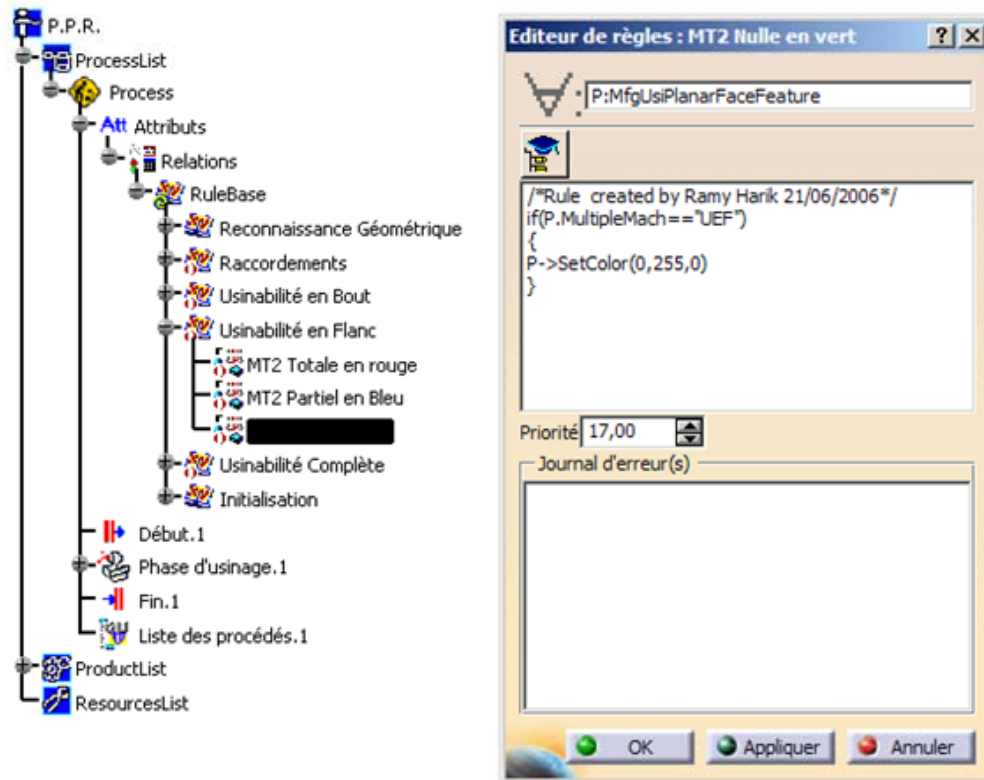 P.P.R.
ProcessList
Process
Att Attributs
Relations
RuleBase
Reconnaissance Géométrique
Raccordements
Usinabilité en Bout
Usinabilité en Flanc
MT2 Totale en rouge
MT2 Partiel en Bleu
Usinabilité Complète
Initialisation
Début.1
Phase d'usinage.1
Fin.1
Liste des procédés.1
ProductList
ResourcesList
Editeur de règles : MT2 Nulle en vert
P:MfgUsiPlanarFaceFeature
/*Rule created by Ramy Harik 21/06/2006*/
if(P.MultipleMach=="UEF")
{
P->SetColor(0,255,0)
}
Priorité 17,00
Journal d'erreur(s)
OK Appliquer Annuler